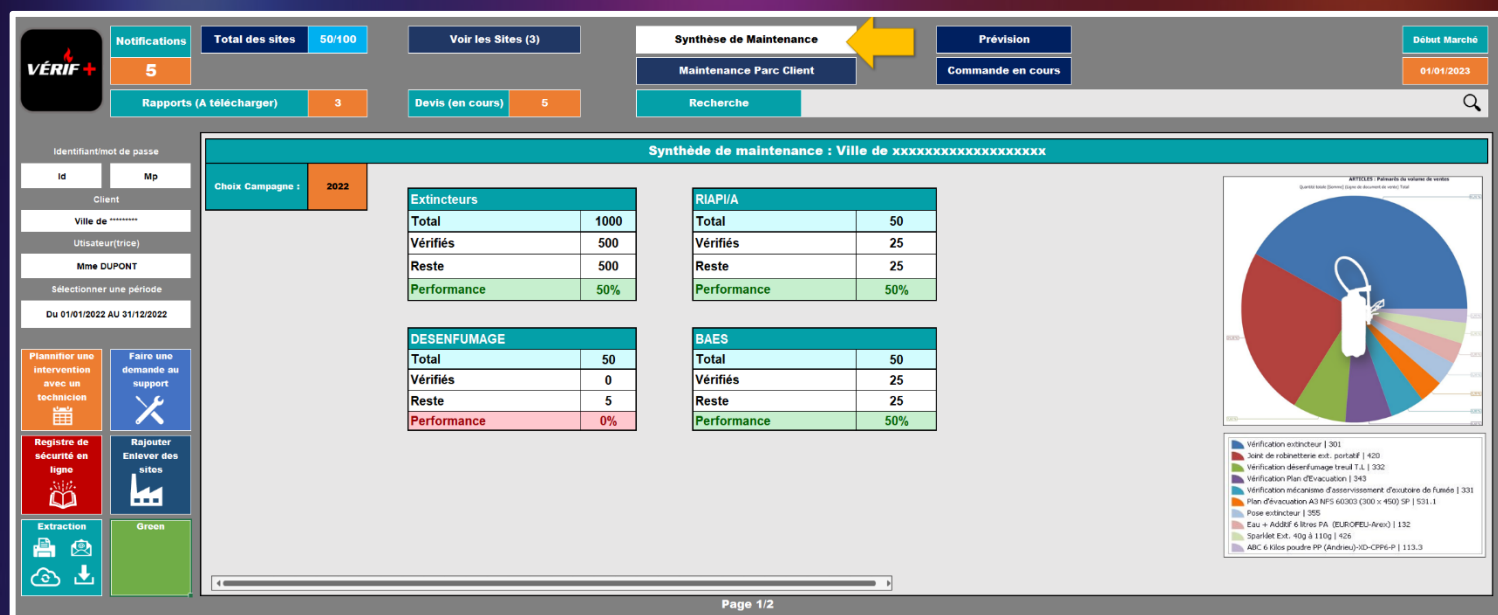 VÉRIF+
Notifications
5
Total des sites 50/100
Voir les Sites (3)
Synthèse de Maintenance
Prévision
Début Marché
Maintenance Parc Client
Commande en cours
01/01/2023
Rapports (A télécharger) 3
Devis (en cours) 5
Recherche
Identifiant/mot de passe
Id Mp
Client
Ville de *********
Utisateur(trice)
Mme DUPONT
Sélectionner une période
Du 01/01/2022 AU 31/12/2022
Plannifier une
intervention
avec un
technicien
Faire une
demande au
support
Registre de
sécurité en
ligne
Rajouter
Enlever des
sites
Extraction
Green
Synthède de maintenance : Ville de xxxxxxxxxxxxxxxxxxx
Choix Campagne : 2022
Extincteurs
Total 1000
Vérifiés 500
Reste 500
Performance 50%
RIAPI/A
Total 50
Vérifiés 25
Reste 25
Performance 50%
DESENFUMAGE
Total 50
Vérifiés 0
Reste 5
Performance 0%
BAES
Total 50
Vérifiés 25
Reste 25
Performance 50%
ARTICLES : Palmarès du volume de ventes
Vérification extincteur | 301
Joint de robinetterie ext. portatif | 420
Vérification désenfumage treuil T.L | 332
Vérification Plan d'Evacuation | 343
Vérification mécanisme d'asservissement d'exutoire de fumée | 331
Plan d'évacuation A3 NFS 60303 (300 x 450) SP | 531.1
Pose extincteur | 355
Eau + Additif 6 litres PA (EUROFEU-Arex) | 132
Sparklet Ext. 40g à 110g | 426
ABC 6 Kilos poudre PP (Andrieu)-XD-CPP6-P | 113.3
Page 1/2